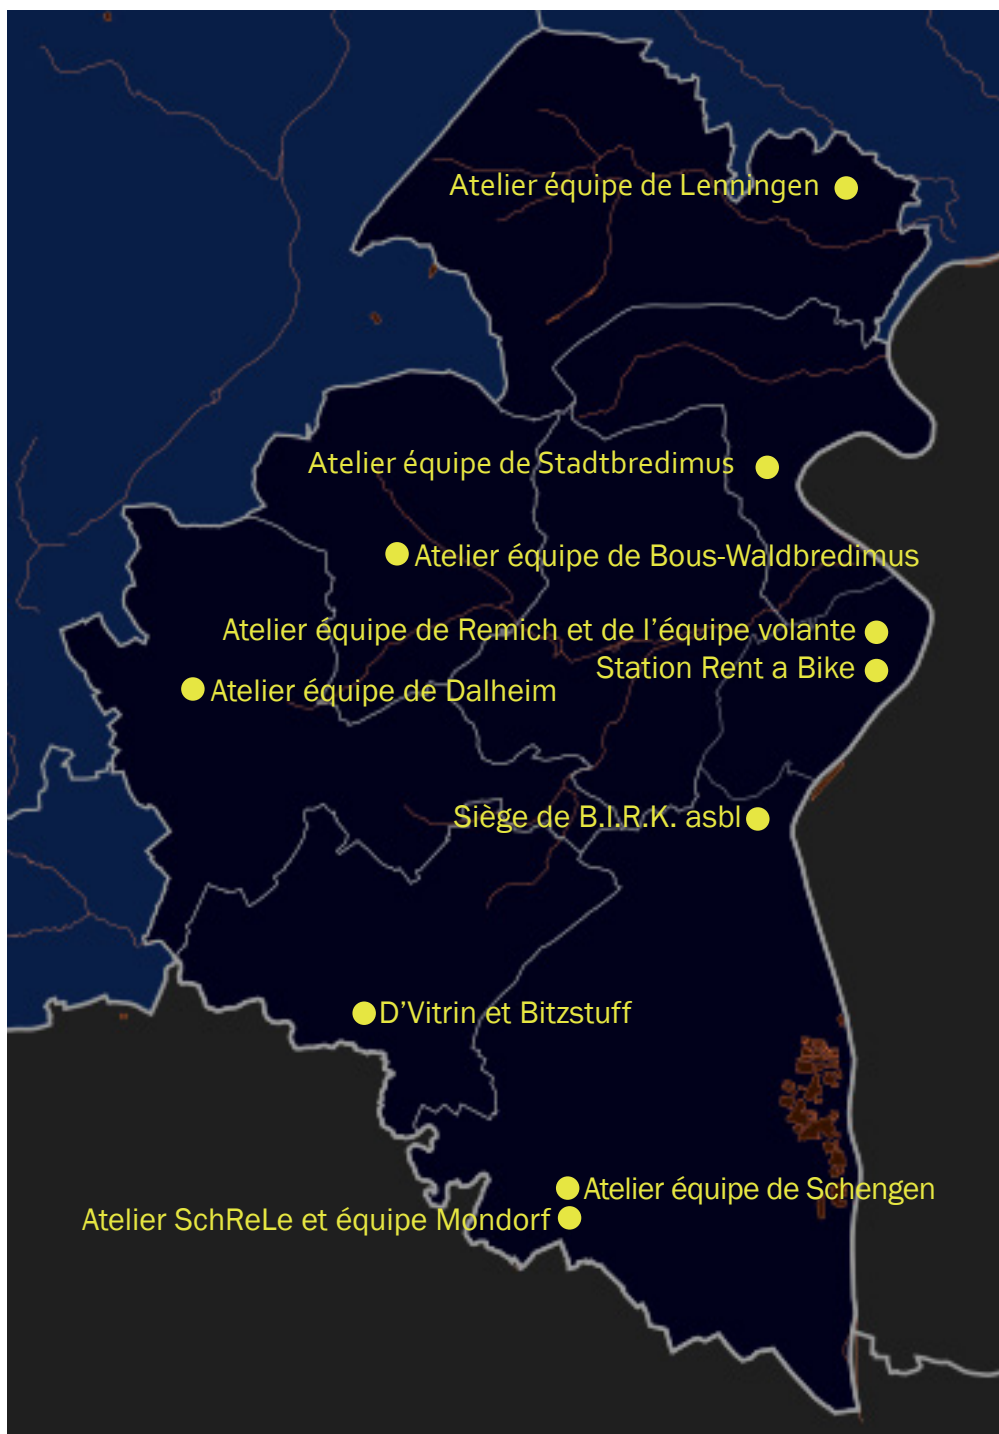 Atelier équipe de Lenningen
Atelier équipe de Stadtbredimus
Atelier équipe de Bous-Waldbredimus
Atelier équipe de Remich et de l'équipe volante
Station Rent a Bike
Atelier équipe de Dalheim
Siège de B.I.R.K. asbl
D'Vitrin et Bitzstuff
Atelier équipe de Schengen
Atelier SchReLe et équipe Mondorf